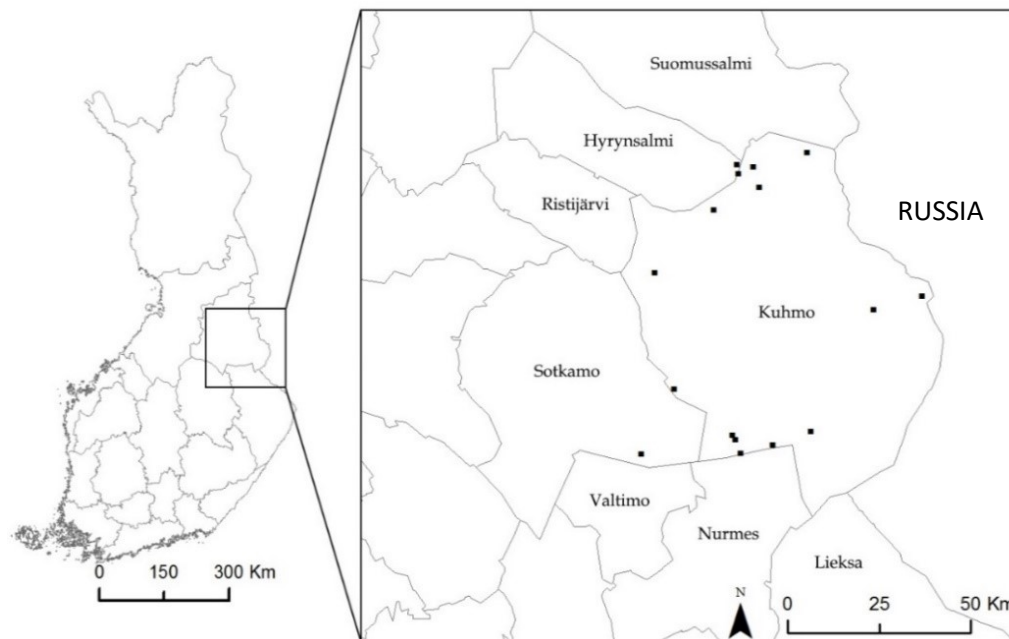 Suomussalmi
Hyrynsalmi
Ristijärvi
RUSSIA
Kuhmo
Sotkamo
Valtimo
Nurmes
Lieksa
0 150 300 Km
N
0 25 50 Km